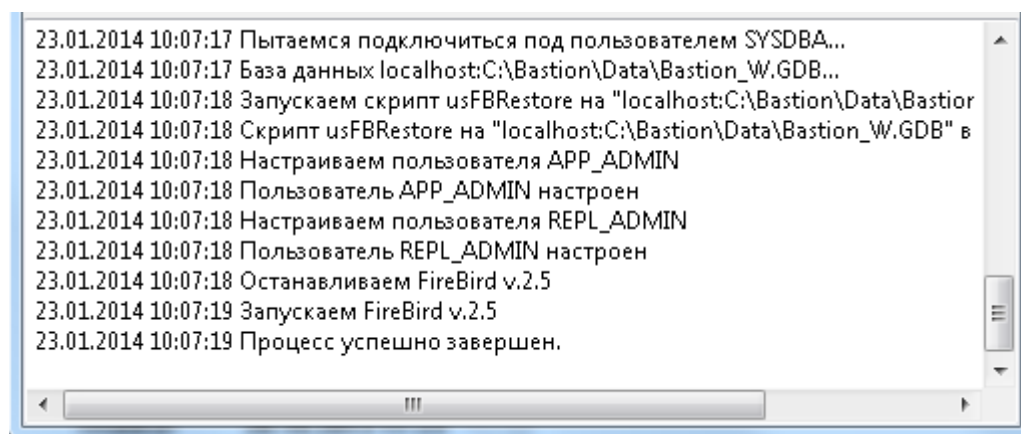 23.01.2014 10:07:17 Пытаемся подключиться под пользователем SYSDBA...
23.01.2014 10:07:17 База данных localhost:C:\Bastion\Data\Bastion_W.GDB...
23.01.2014 10:07:18 Запускаем скрипт usFBRestore на "localhost:C:\Bastion\Data\Bastior
23.01.2014 10:07:18 Скрипт usFBRestore на "localhost:C:\Bastion\Data\Bastion_W.GDB" в
23.01.2014 10:07:18 Настраиваем пользователя APP_ADMIN
23.01.2014 10:07:18 Пользователь APP_ADMIN настроен
23.01.2014 10:07:18 Настраиваем пользователя REPL_ADMIN
23.01.2014 10:07:18 Пользователь REPL_ADMIN настроен
23.01.2014 10:07:18 Останавливаем FireBird v.2.5
23.01.2014 10:07:19 Запускаем FireBird v.2.5
23.01.2014 10:07:19 Процесс успешно завершен.